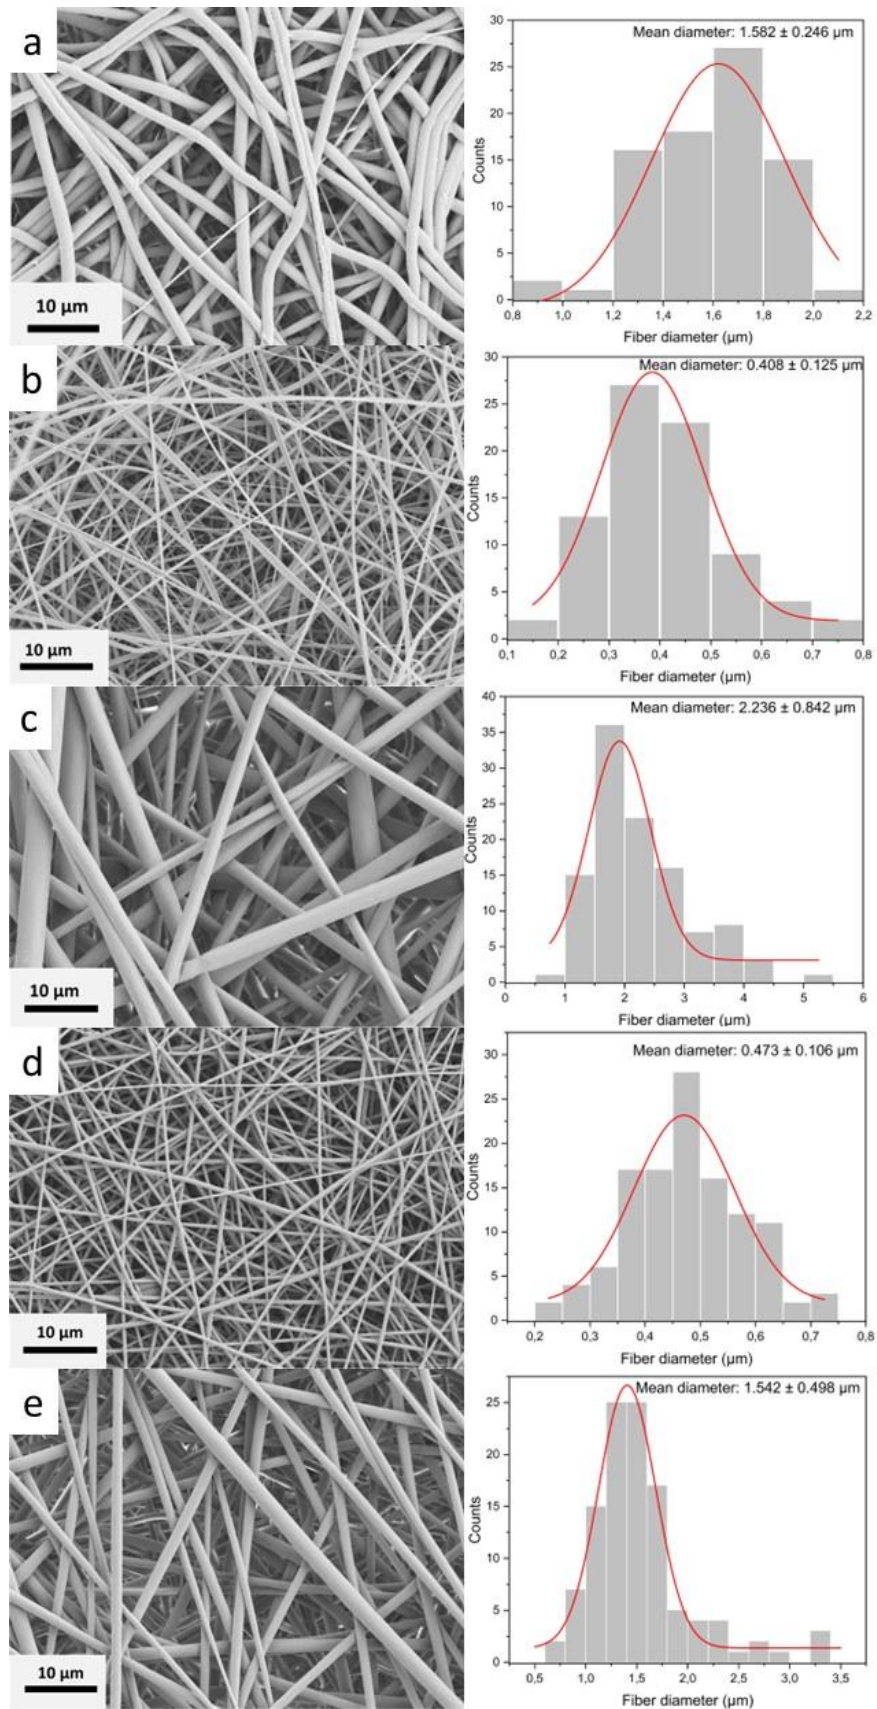 a
10 µm
Mean diameter: 1.582 ± 0.246 µm
Counts
30
25
20
15
10
5
0
0,8 1,0 1,2 1,4 1,6 1,8 2,0 2,2
Fiber diameter (µm)
b
10 µm
Mean diameter: 0.408 ± 0.125 µm
Counts
30
25
20
15
10
5
0
0,1 0,2 0,3 0,4 0,5 0,6 0,7 0,8
Fiber diameter (µm)
c
10 µm
Mean diameter: 2.236 ± 0.842 µm
Counts
40
35
30
25
20
15
10
5
0
0 1 2 3 4 5 6
Fiber diameter (µm)
d
10 µm
Mean diameter: 0.473 ± 0.106 µm
Counts
30
25
20
15
10
5
0
0,2 0,3 0,4 0,5 0,6 0,7 0,8
Fiber diameter (µm)
e
10 µm
Mean diameter: 1.542 ± 0.498 µm
Counts
25
20
15
10
5
0
0,5 1,0 1,5 2,0 2,5 3,0 3,5
Fiber diameter (µm)